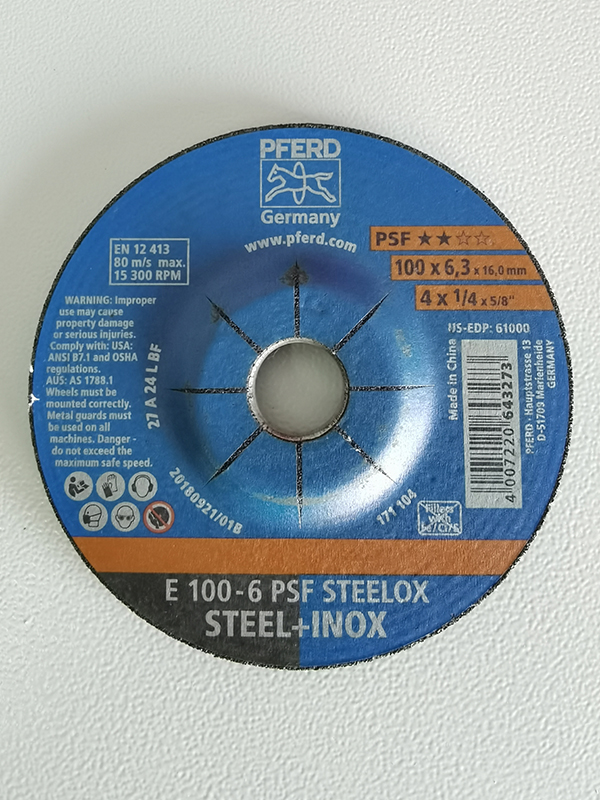 PFERD
Germany
www.pferd.com
EN 12 413
80 m/s max.
15 300 RPM
PSF ★★☆☆
100 x 6,3 x 16,0 mm
4 x 1/4 x 5/8"
US-EDP: 61000
WARNING: Improper
use may cause
property damage
or serious injuries.
Comply with: USA:
ANSI B7.1 and OSHA
regulations.
AUS: AS 1788.1
Wheels must be
mounted correctly.
Metal guards must
be used on all
machines. Danger -
do not exceed the
maximum safe speed.
27 A 24 L BF
Made in China
4 007220 643273
PFERD · Hauptstrasse 13
D-51709 Marienheide
GERMANY
20180921/01B
171 104
Fillers
with
E 100-6 PSF STEELOX
STEEL+INOX